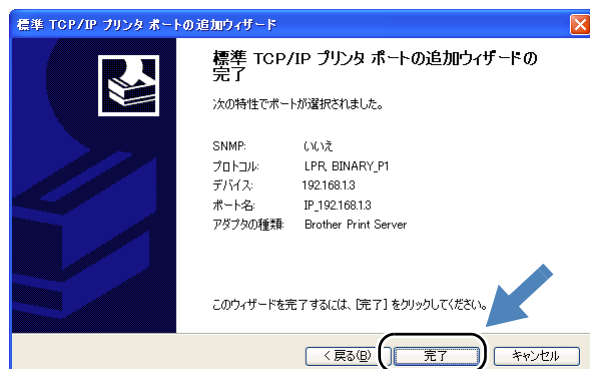 標準 TCP/IP プリンタ ポートの追加ウィザード
標準 TCP/IP プリンタ ポートの追加ウィザードの
完了
次の特性でポートが選択されました。
SNMP: いいえ
プロトコル: LPR, BINARY_P1
デバイス: 192.168.1.3
ポート名: IP_192.168.1.3
アダプタの種類: Brother Print Server
このウィザードを完了するには、[完了] をクリックしてください。
< 戻る(B) 完了 キャンセル